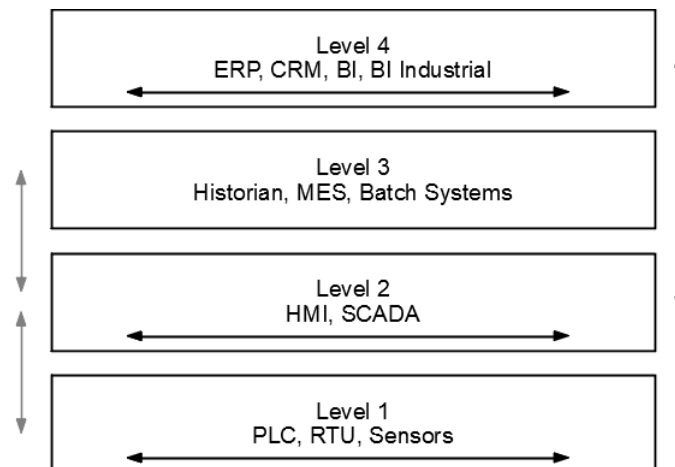 Level 4
ERP, CRM, BI, BI Industrial
Level 3
Historian, MES, Batch Systems
Level 2
HMI, SCADA
Level 1
PLC, RTU, Sensors